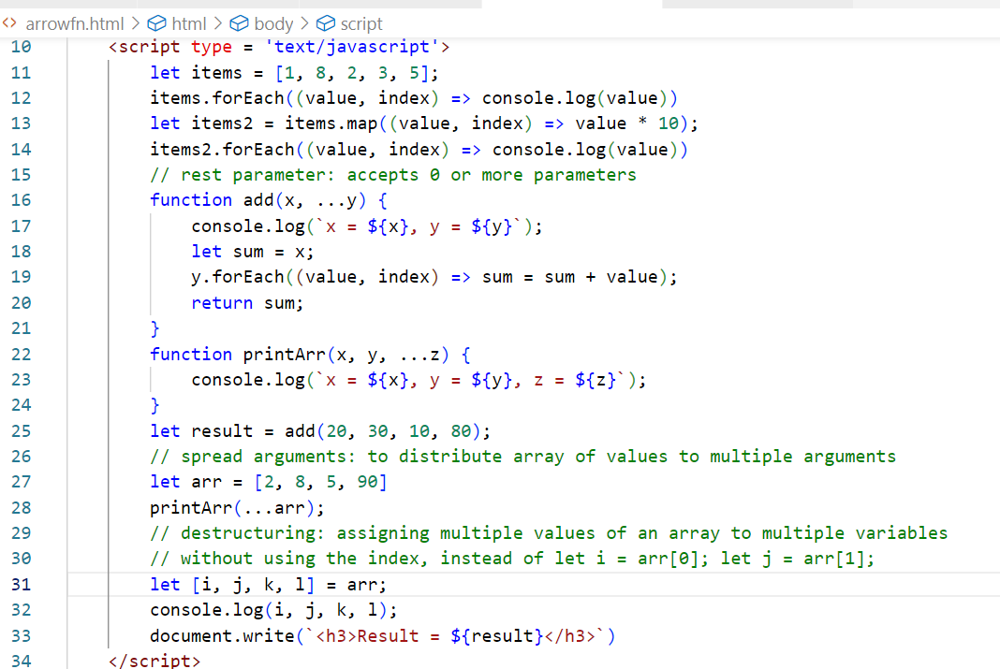 <> arrowfn.html > html > body > script
10 <script type = 'text/javascript'>
11 let items = [1, 8, 2, 3, 5];
12 items.forEach((value, index) => console.log(value))
13 let items2 = items.map((value, index) => value * 10);
14 items2.forEach((value, index) => console.log(value))
15 // rest parameter: accepts 0 or more parameters
16 function add(x, ...y) {
17 console.log(`x = ${x}, y = ${y}`);
18 let sum = x;
19 y.forEach((value, index) => sum = sum + value);
20 return sum;
21 }
22 function printArr(x, y, ...z) {
23 console.log(`x = ${x}, y = ${y}, z = ${z}`);
24 }
25 let result = add(20, 30, 10, 80);
26 // spread arguments: to distribute array of values to multiple arguments
27 let arr = [2, 8, 5, 90]
28 printArr(...arr);
29 // destructuring: assigning multiple values of an array to multiple variables
30 // without using the index, instead of let i = arr[0]; let j = arr[1];
31 let [i, j, k, l] = arr;
32 console.log(i, j, k, l);
33 document.write(`<h3>Result = ${result}</h3>`)
34 </script>